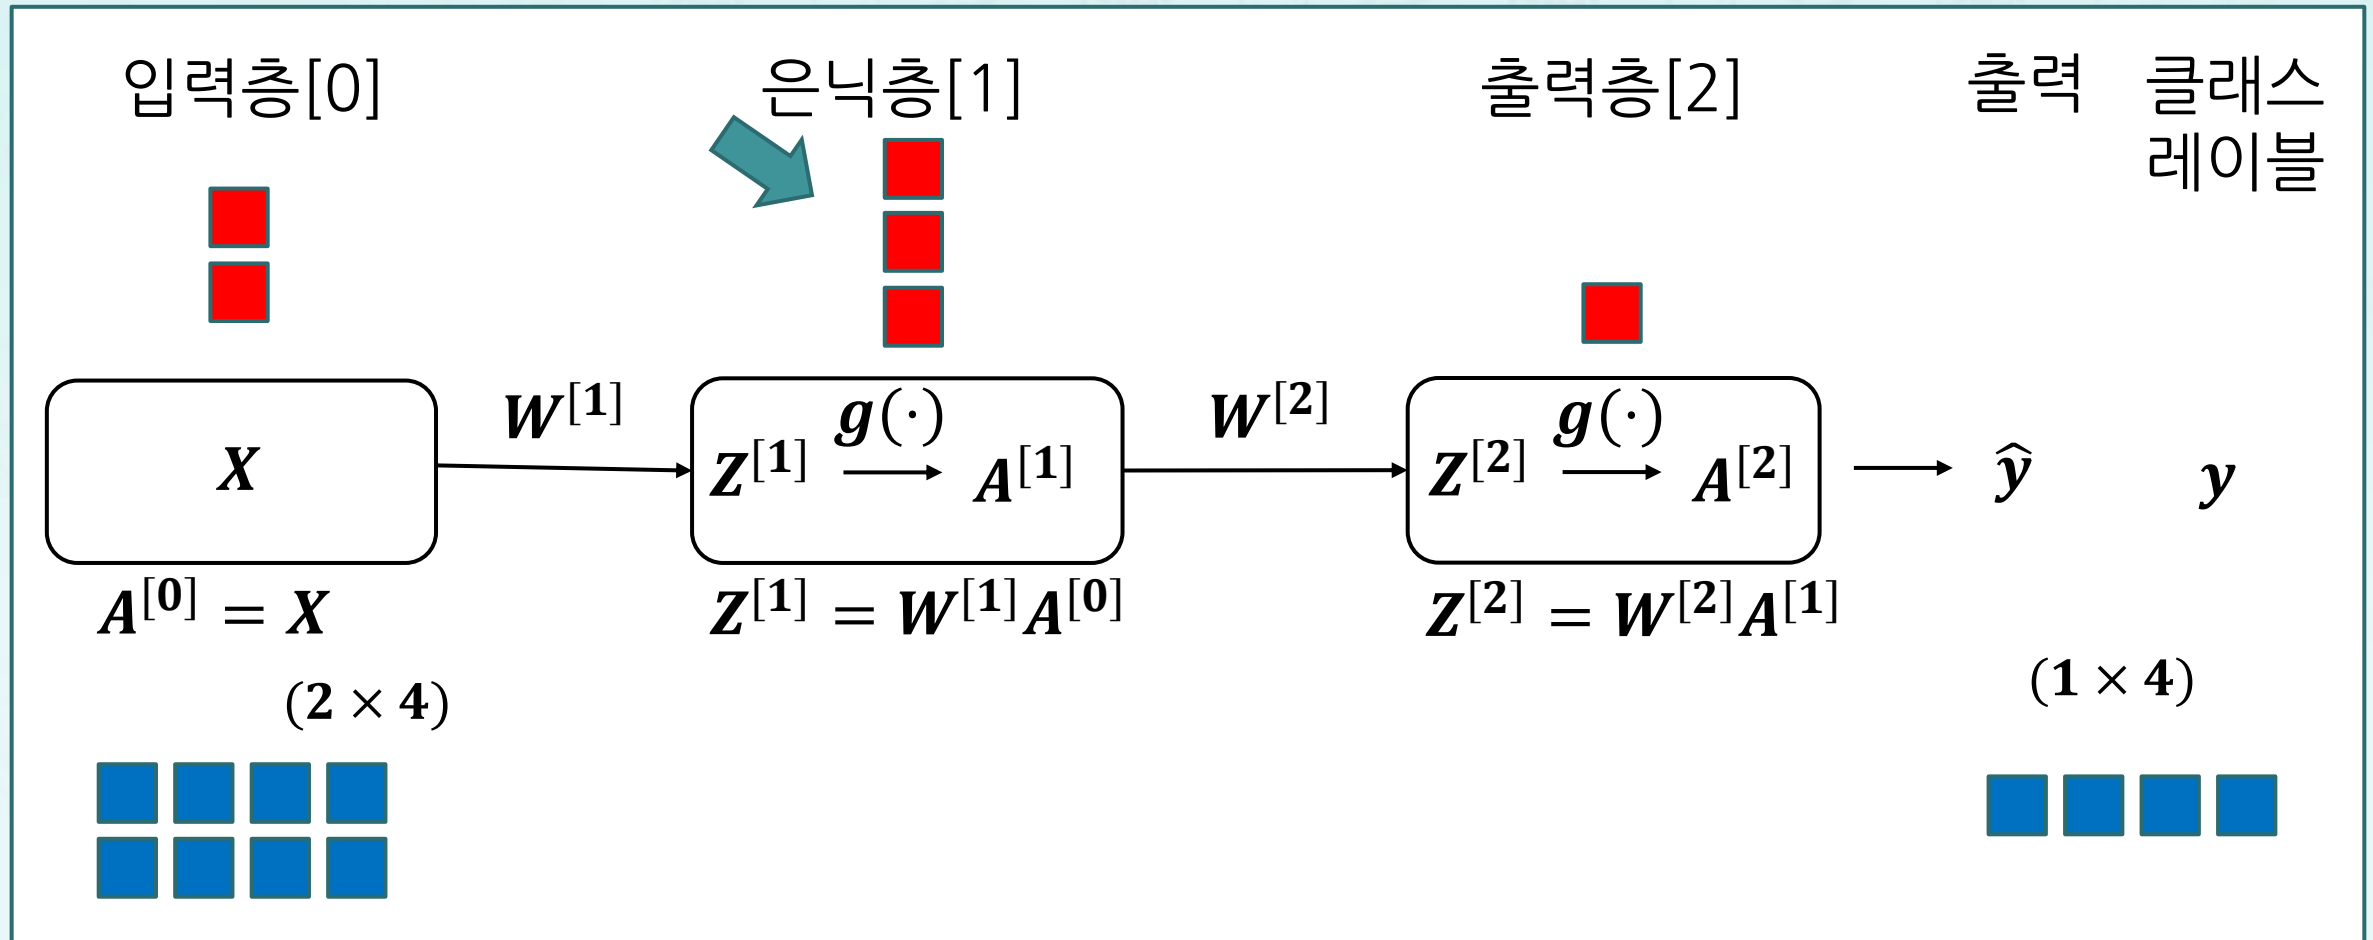 입력층[0] 은닉층[1] 출력층[2] 출력 클래스
레이블
W^[1] g(·) W^[2] g(·)
X Z^[1] A^[1] Z^[2] A^[2] ŷ y
A^[0] = X Z^[1] = W^[1]A^[0] Z^[2] = W^[2]A^[1]
(2 × 4) (1 × 4)